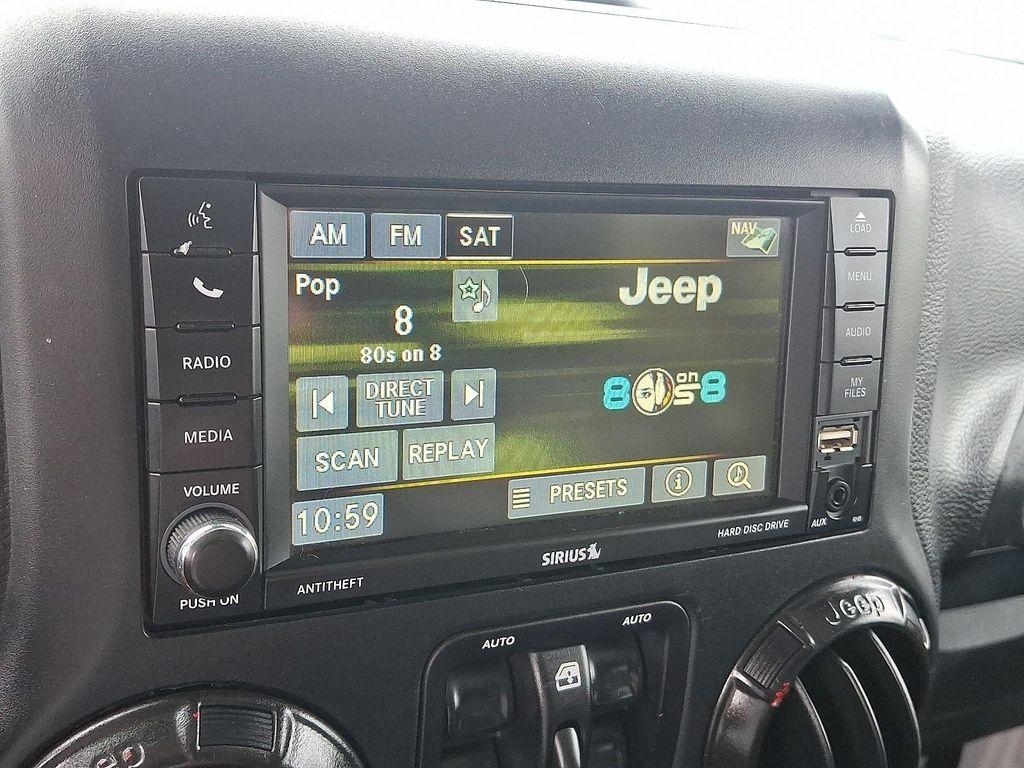 AM FM SAT NAV
LOAD
MENU
Pop
Jeep
8
80s on 8
AUDIO
RADIO
DIRECT
TUNE
80s on 8
MY
FILES
MEDIA
SCAN REPLAY
VOLUME
PRESETS
10:59
AUX
HARD DISC DRIVE
SIRIUS
ANTITHEFT
PUSH ON
AUTO
AUTO
Jeep